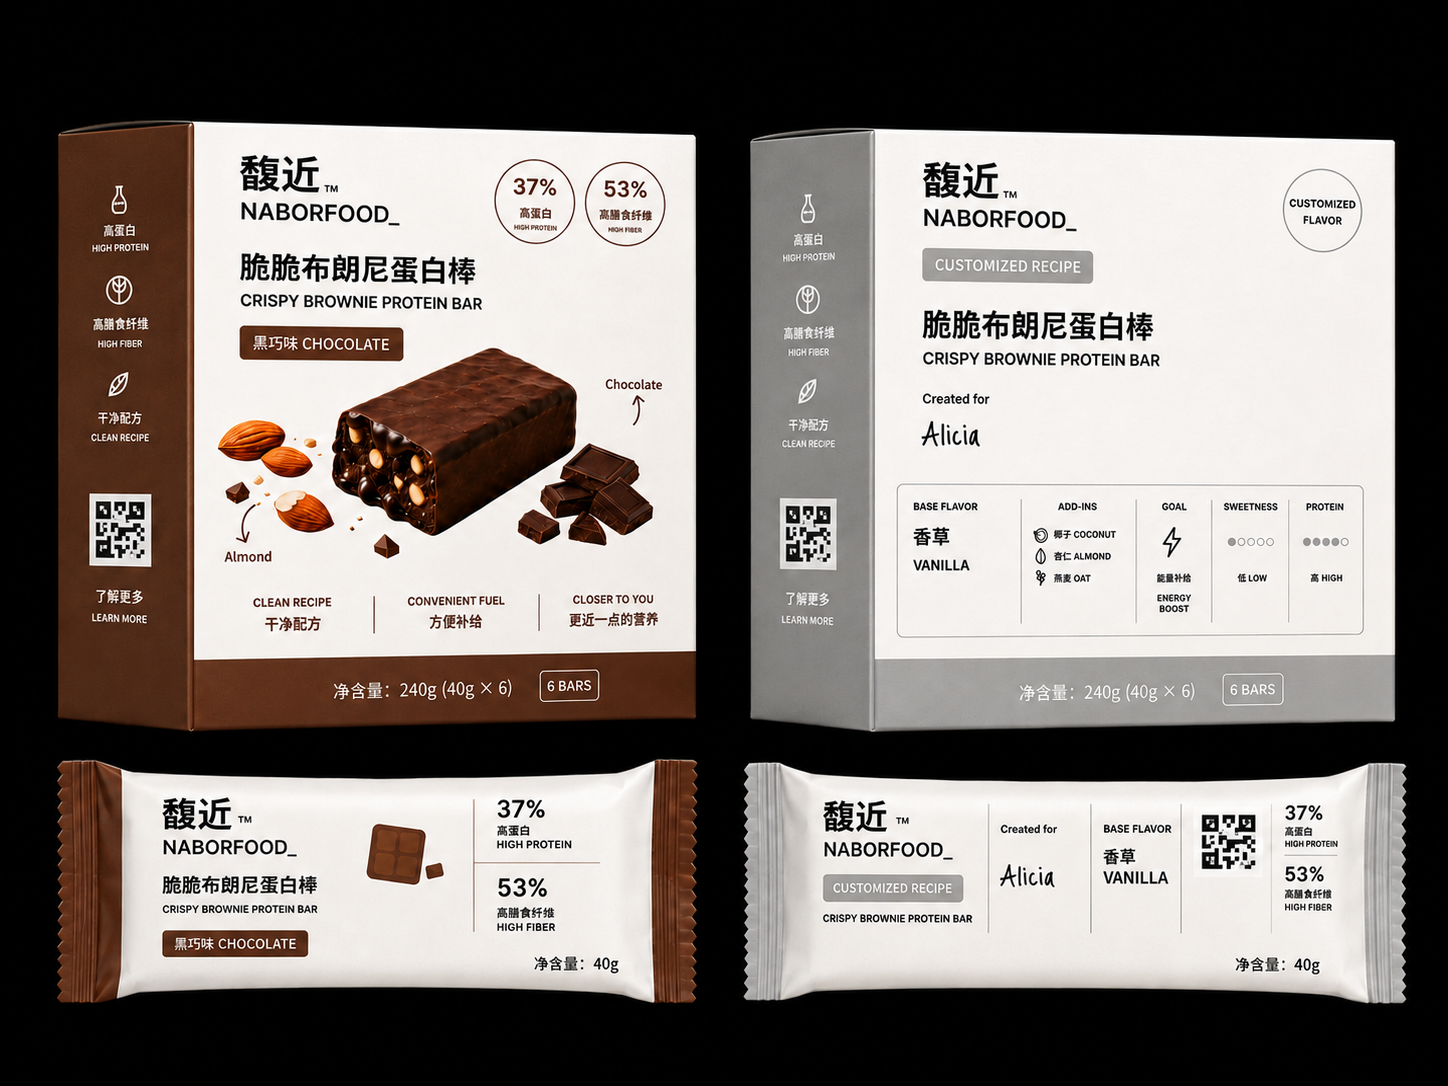 高蛋白
HIGH PROTEIN
高膳食纤维
HIGH FIBER
干净配方
CLEAN RECIPE
了解更多
LEARN MORE
馥近™
NABORFOOD_
37%
高蛋白
HIGH PROTEIN
53%
高膳食纤维
HIGH FIBER
脆脆布朗尼蛋白棒
CRISPY BROWNIE PROTEIN BAR
黑巧味 CHOCOLATE
Chocolate
Almond
CLEAN RECIPE
干净配方
CONVENIENT FUEL
方便补给
CLOSER TO YOU
更近一点的营养
净含量：240g (40g × 6)
6 BARS
高蛋白
HIGH PROTEIN
高膳食纤维
HIGH FIBER
干净配方
CLEAN RECIPE
了解更多
LEARN MORE
馥近™
NABORFOOD_
CUSTOMIZED
FLAVOR
CUSTOMIZED RECIPE
脆脆布朗尼蛋白棒
CRISPY BROWNIE PROTEIN BAR
Created for
Alicia
BASE FLAVOR
香草
VANILLA
ADD-INS
椰子 COCONUT
杏仁 ALMOND
燕麦 OAT
GOAL
能量补给
ENERGY
BOOST
SWEETNESS
低 LOW
PROTEIN
高 HIGH
净含量：240g (40g × 6)
6 BARS
馥近™
NABORFOOD_
脆脆布朗尼蛋白棒
CRISPY BROWNIE PROTEIN BAR
黑巧味 CHOCOLATE
37%
高蛋白
HIGH PROTEIN
53%
高膳食纤维
HIGH FIBER
净含量：40g
馥近™
NABORFOOD_
CUSTOMIZED RECIPE
CRISPY BROWNIE PROTEIN BAR
Created for
Alicia
BASE FLAVOR
香草
VANILLA
37%
高蛋白
HIGH PROTEIN
53%
高膳食纤维
HIGH FIBER
净含量：40g